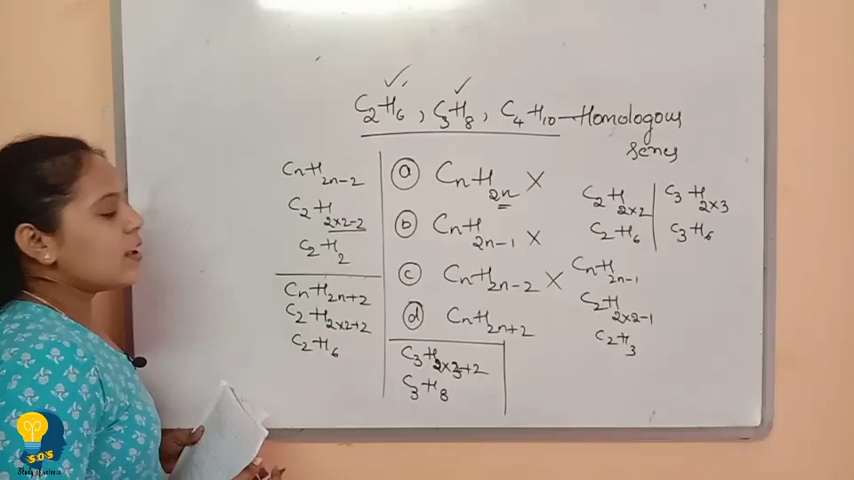 C2H6, C3H8, C4H10 - Homologous
series
CnH2n-2
C2H2x2-2
C2H2
CnH2n+2
C2H2x2+2
C2H6
a CnH2n ×
b CnH2n-1 ×
c CnH2n-2 ×
d CnH2n+2
C3H2x3+2
C3H8
C2H2x2
C2H6
C3H2x3
C3H6
CnH2n-1
C2H2x2-1
C2H3
S.O.S
Study of science